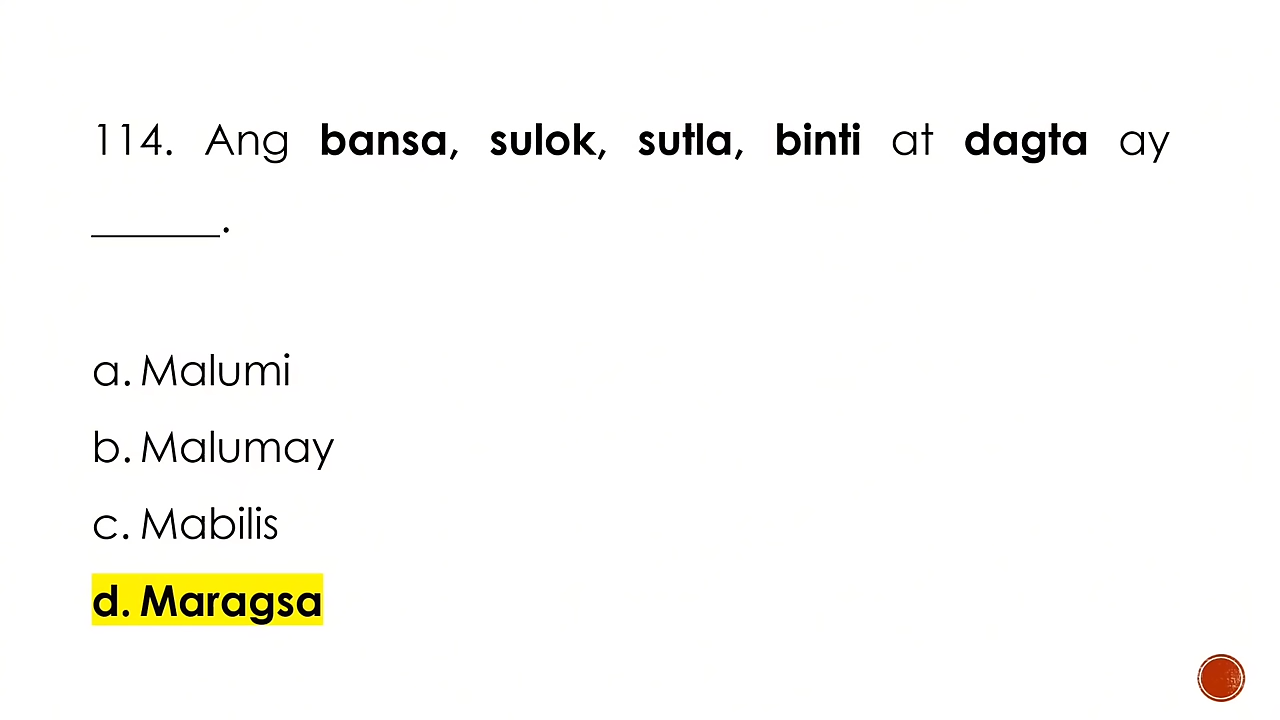 114. Ang bansa, sulok, sutla, binti at dagta ay
______.
a. Malumi
b. Malumay
c. Mabilis
d. Maragsa